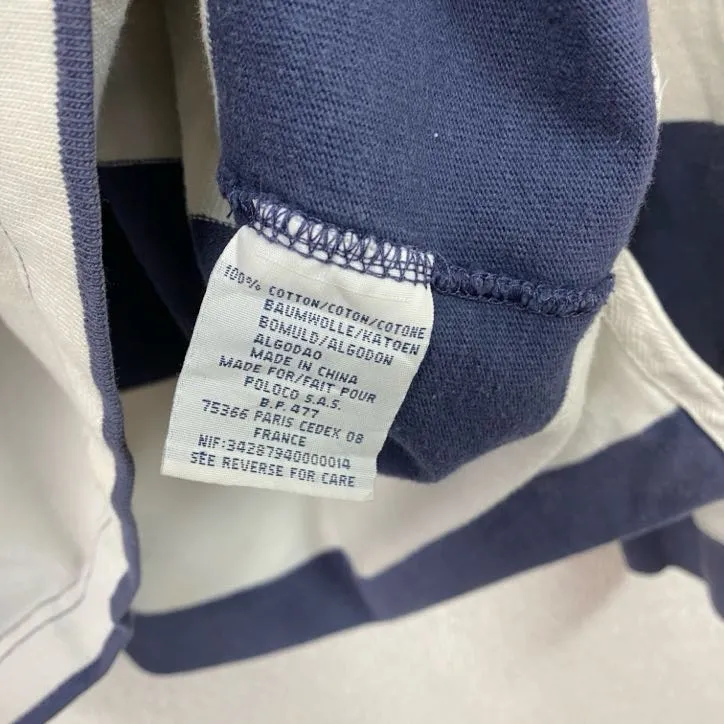 100% COTTON/COTON/COTONE
BAUMWOLLE/KATOEN
BOMULD/ALGODON
ALGODAO
MADE IN CHINA
MADE FOR/FAIT POUR
POLOCO S.A.S.
B.P. 477
75366 PARIS CEDEX 08
FRANCE
NIF:34287940000014
SEE REVERSE FOR CARE